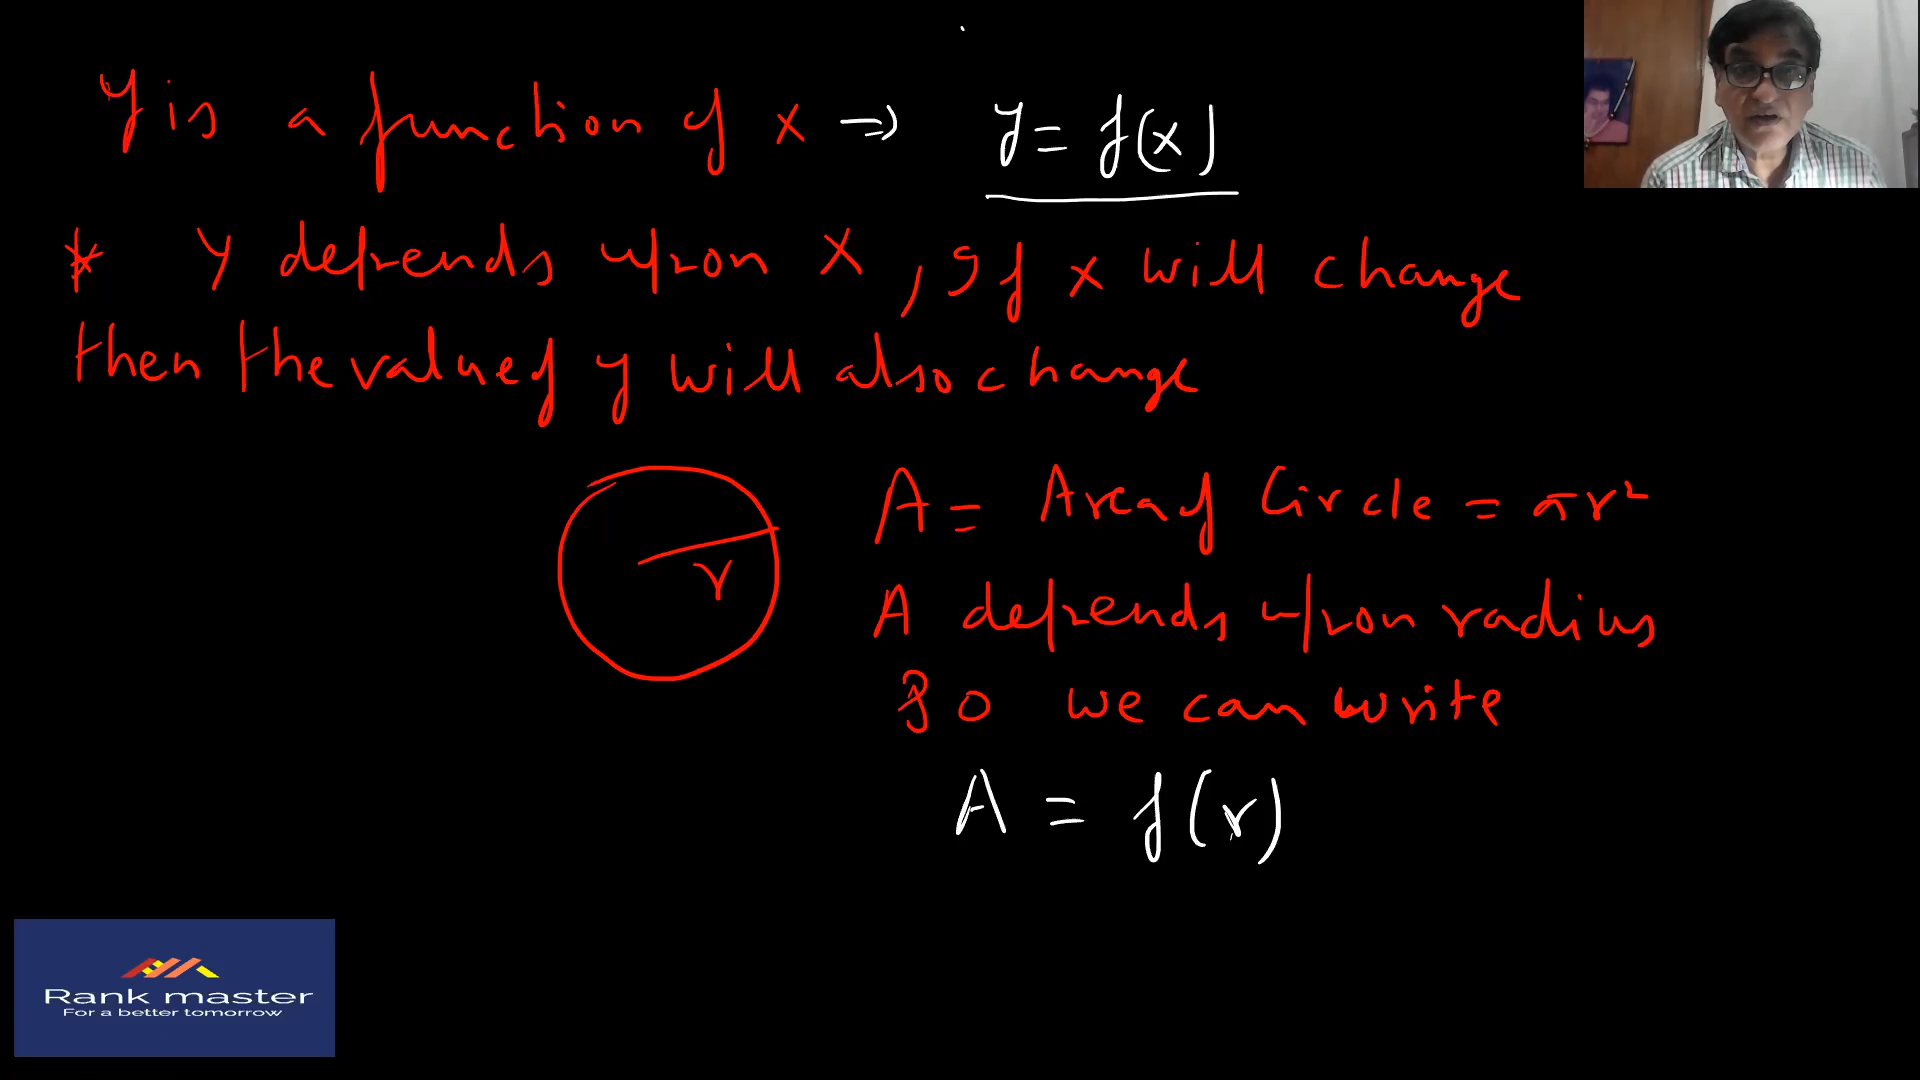 Y is a function of x ⇒ y = f(x)
* Y depends upon X, If x will change
then the value of y will also change
A = Area of Circle = πr²
r
A depends upon radius
So we can write
A = f(r)
Rank master
For a better tomorrow